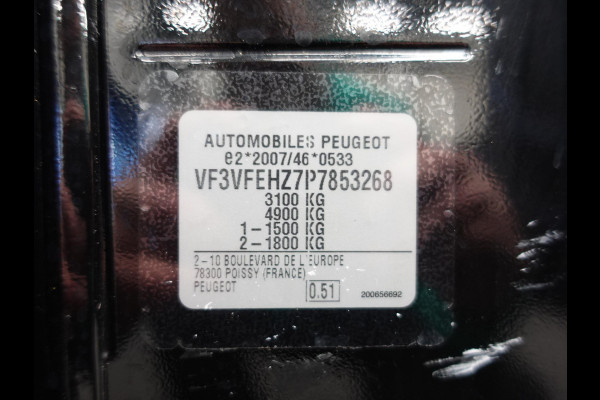 AUTOMOBILES PEUGEOT
e2*2007/46*0533
VF3VFEHZ7P7853268
3100 KG
4900 KG
1-1500 KG
2-1800 KG
2-10 BOULEVARD DE L'EUROPE
78300 POISSY (FRANCE)
PEUGEOT
0.51
200656692